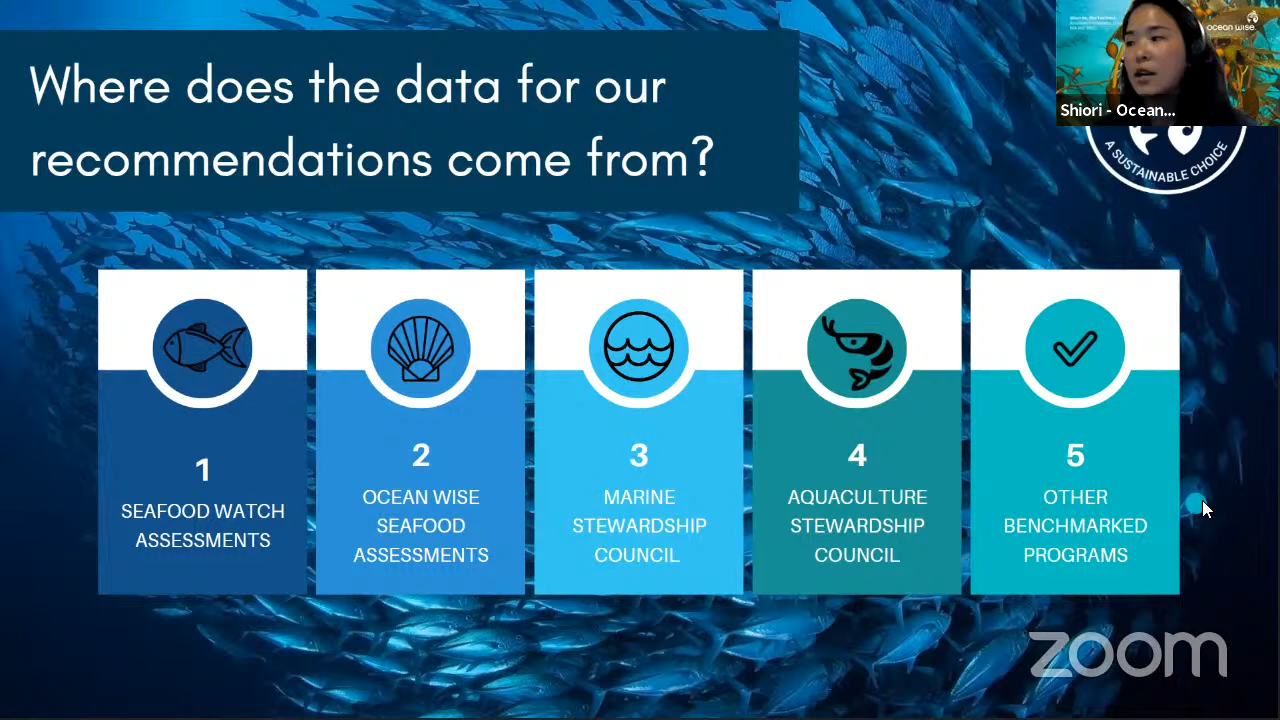 Where does the data for our
recommendations come from?
ocean wise
Shiori - Ocean...
A SUSTAINABLE CHOICE
1
SEAFOOD WATCH
ASSESSMENTS
2
OCEAN WISE
SEAFOOD
ASSESSMENTS
3
MARINE
STEWARDSHIP
COUNCIL
4
AQUACULTURE
STEWARDSHIP
COUNCIL
5
OTHER
BENCHMARKED
PROGRAMS
zoom